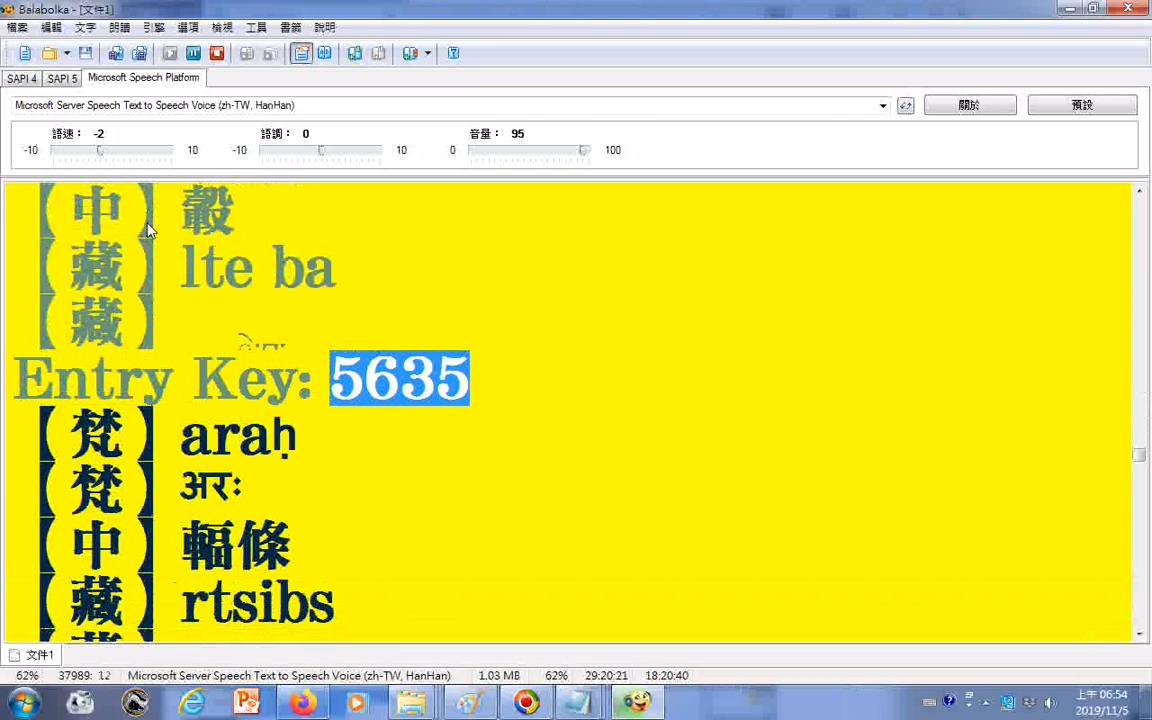 Balabolka - [文件1]
檔案 編輯 文字 朗讀 引擎 選項 檢視 工具 書籤 說明
SAPI 4 SAPI 5 Microsoft Speech Platform
Microsoft Server Speech Text to Speech Voice (zh-TW, HanHan) 關於 預設
語速： -2 語調： 0 音量： 95
-10 10 -10 10 0 100
【中】 轂
【藏】 lte ba
【藏】
Entry Key: 5635
【梵】 araḥ
【梵】 अरः
【中】 輻條
【藏】 rtsibs
文件1
62% 37989: 12 Microsoft Server Speech Text to Speech Voice (zh-TW, HanHan) 1.03 MB 62% 29:20:21 18:20:40
上午 06:54
2019/11/5